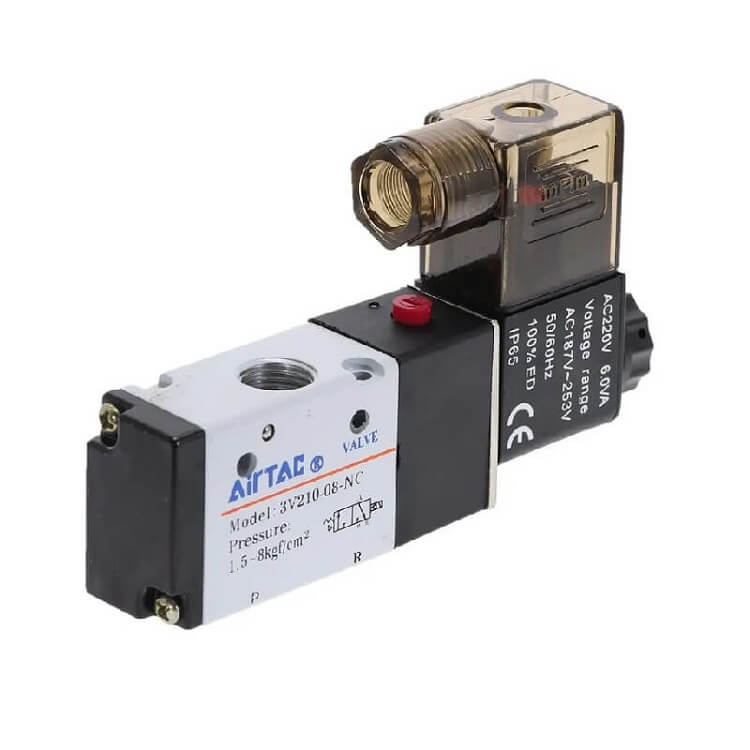 AC220V 6.0VA
Voltage range
AC187V~253V
50/60Hz
100%ED
IP65
CE
VALVE
AirTAC ®
Model: 3V210-08-NC
Pressure:
1.5~8kgf/cm²
R
P